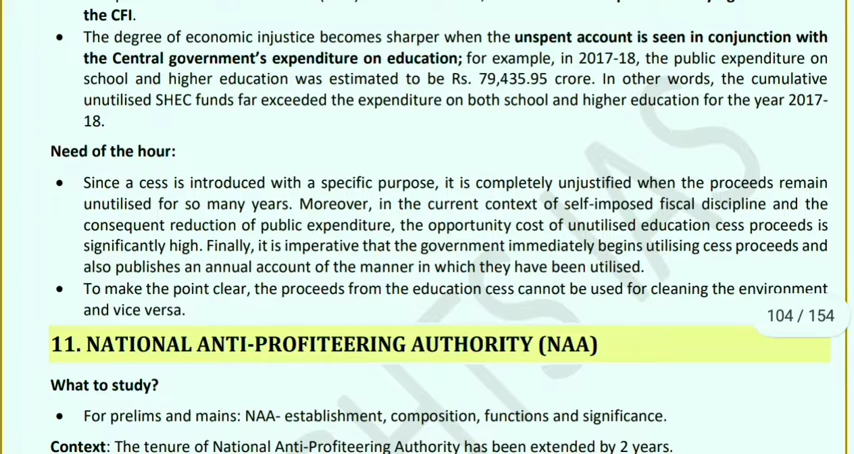 the CFI.
• The degree of economic injustice becomes sharper when the unspent account is seen in conjunction with
the Central government's expenditure on education; for example, in 2017-18, the public expenditure on
school and higher education was estimated to be Rs. 79,435.95 crore. In other words, the cumulative
unutilised SHEC funds far exceeded the expenditure on both school and higher education for the year 2017-
18.
Need of the hour:
• Since a cess is introduced with a specific purpose, it is completely unjustified when the proceeds remain
unutilised for so many years. Moreover, in the current context of self-imposed fiscal discipline and the
consequent reduction of public expenditure, the opportunity cost of unutilised education cess proceeds is
significantly high. Finally, it is imperative that the government immediately begins utilising cess proceeds and
also publishes an annual account of the manner in which they have been utilised.
• To make the point clear, the proceeds from the education cess cannot be used for cleaning the environment
and vice versa.
104 / 154
11. NATIONAL ANTI-PROFITEERING AUTHORITY (NAA)
What to study?
• For prelims and mains: NAA- establishment, composition, functions and significance.
Context: The tenure of National Anti-Profiteering Authority has been extended by 2 years.